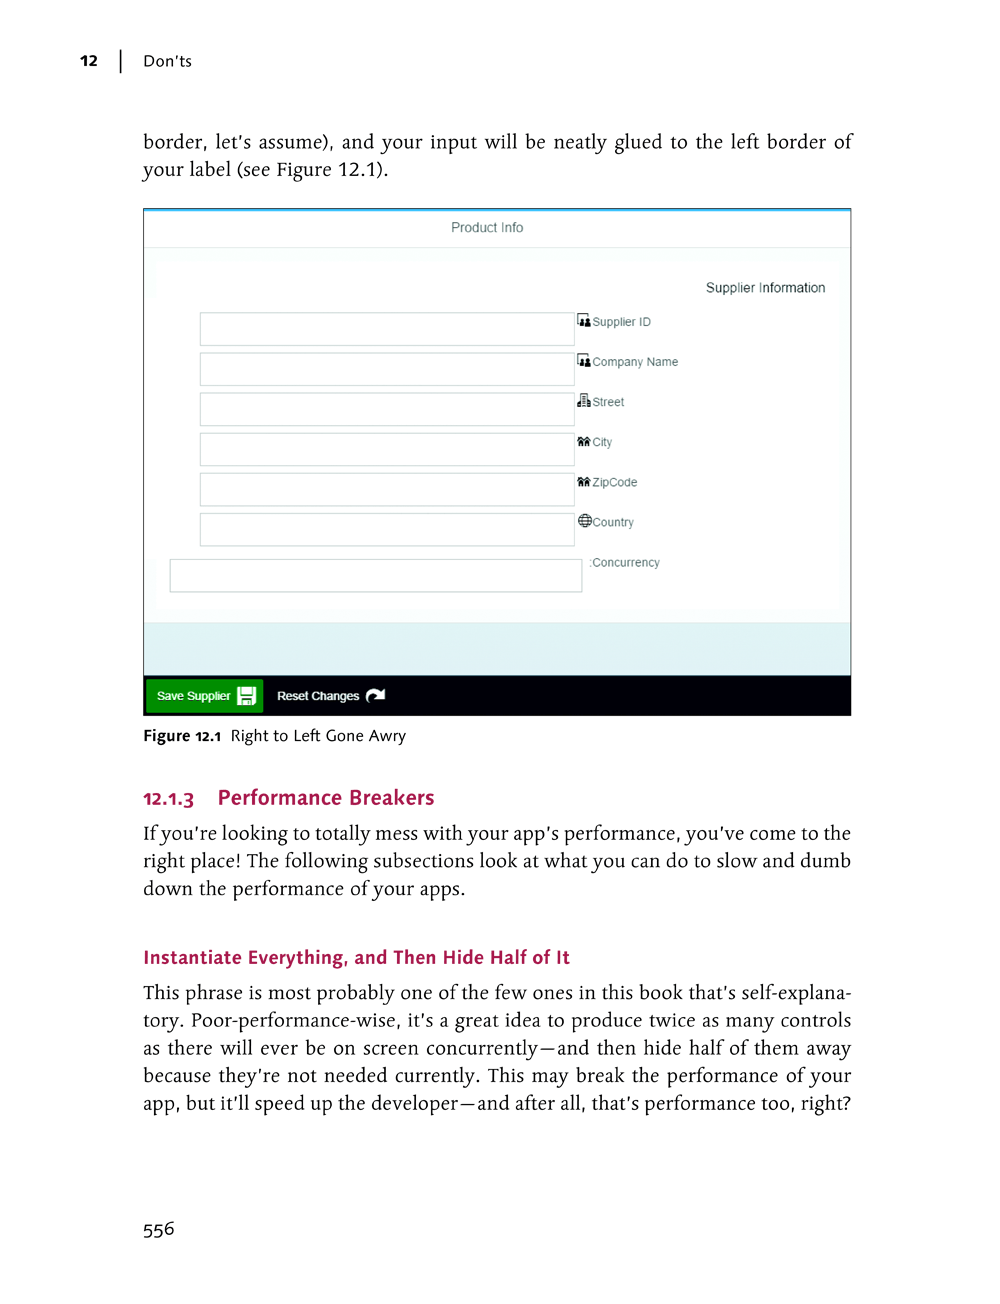 12 Don'ts
border, let's assume), and your input will be neatly glued to the left border of
your label (see Figure 12.1).
Product Info
Supplier Information
Supplier ID
Company Name
Street
City
ZipCode
Country
:Concurrency
Save Supplier Reset Changes
Figure 12.1 Right to Left Gone Awry
12.1.3 Performance Breakers
If you're looking to totally mess with your app's performance, you've come to the
right place! The following subsections look at what you can do to slow and dumb
down the performance of your apps.
Instantiate Everything, and Then Hide Half of It
This phrase is most probably one of the few ones in this book that's self-explana-
tory. Poor-performance-wise, it's a great idea to produce twice as many controls
as there will ever be on screen concurrently—and then hide half of them away
because they're not needed currently. This may break the performance of your
app, but it'll speed up the developer—and after all, that's performance too, right?
556